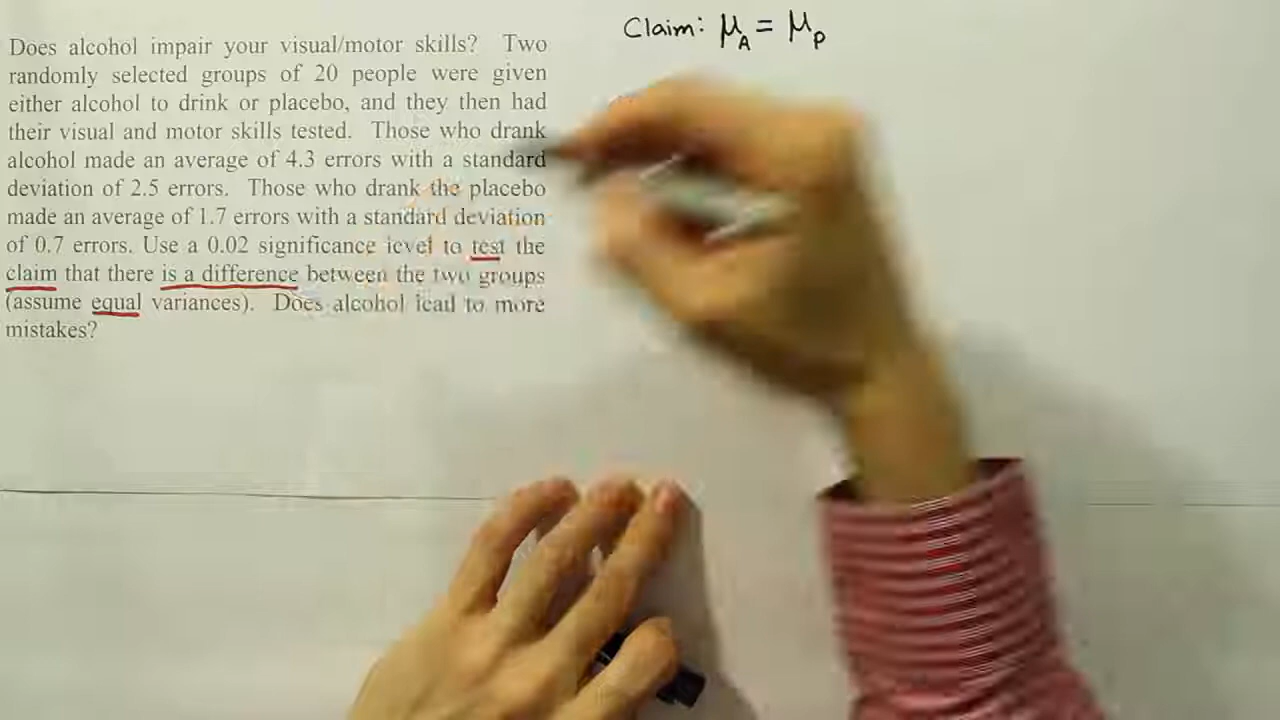 Does alcohol impair your visual/motor skills? Two
randomly selected groups of 20 people were given
either alcohol to drink or placebo, and they then had
their visual and motor skills tested. Those who drank
alcohol made an average of 4.3 errors with a standard
deviation of 2.5 errors. Those who drank the placebo
made an average of 1.7 errors with a standard deviation
of 0.7 errors. Use a 0.02 significance level to test the
claim that there is a difference between the two groups
(assume equal variances). Does alcohol lead to more
mistakes?
Claim: μ_A = μ_P